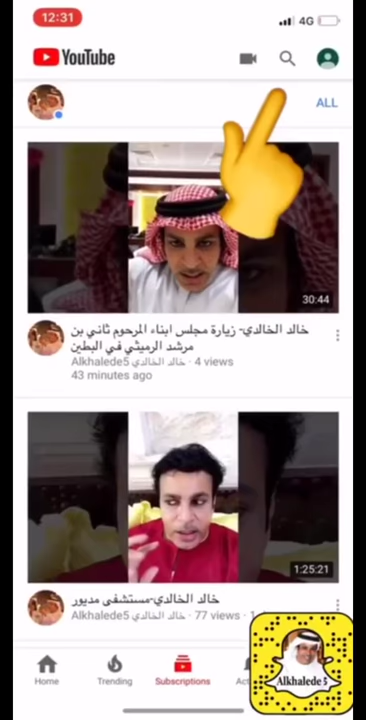 12:31
4G
YouTube
ALL
30:44
خالد الخالدي- زيارة مجلس ابناء المرحوم ثاني بن
مرشد الرميثي في البطين
Alkhalede5 خالد الخالدي · 4 views
43 minutes ago
1:25:21
خالد الخالدي-مستشفى مديور
Alkhalede5 خالد الخالدي · 77 views ·
Alkhalede5
Home
Trending
Subscriptions